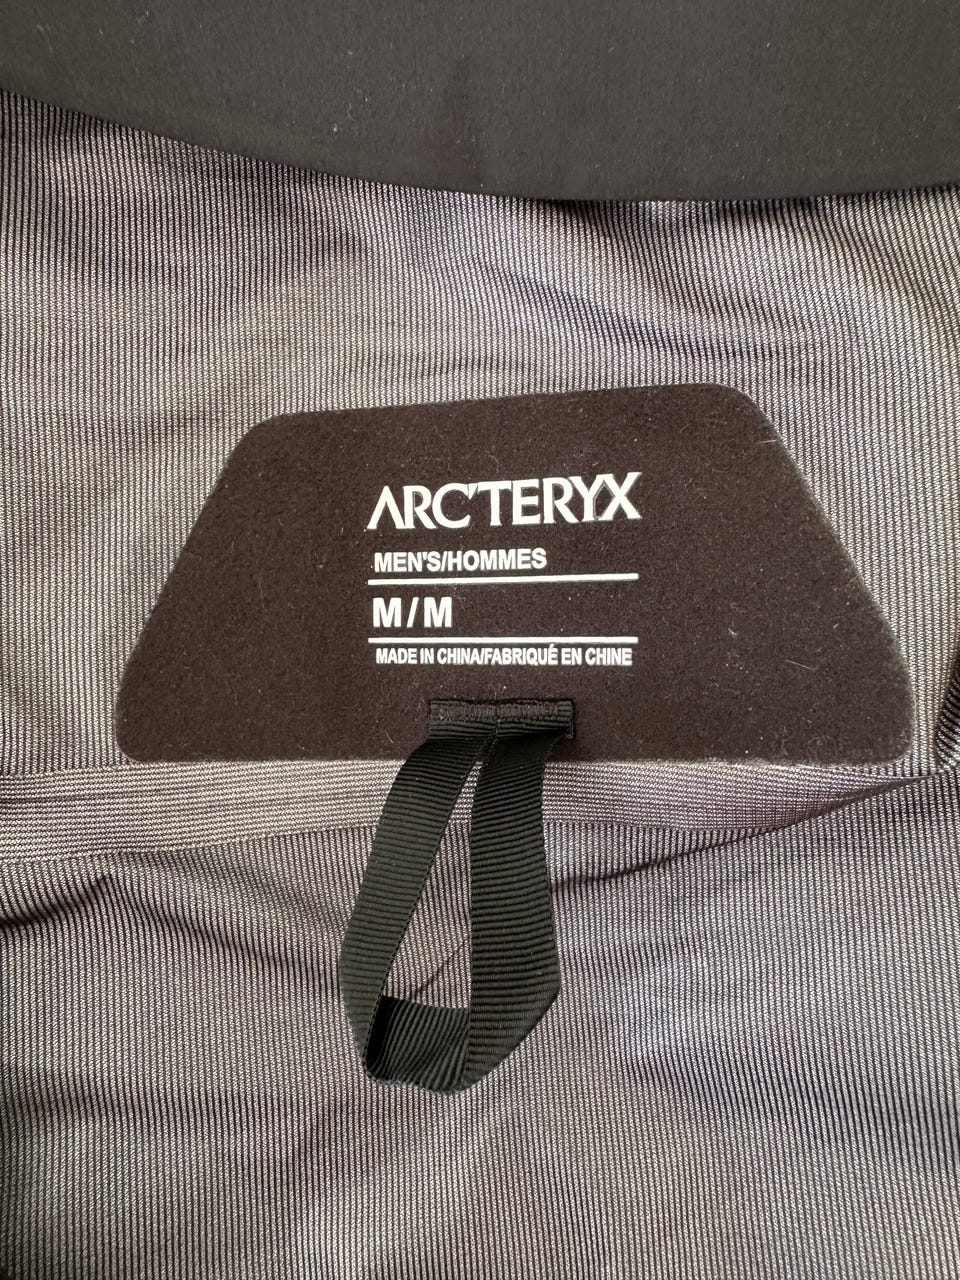 ARC'TERYX
MEN'S/HOMMES
M/M
MADE IN CHINA/FABRIQUÉ EN CHINE